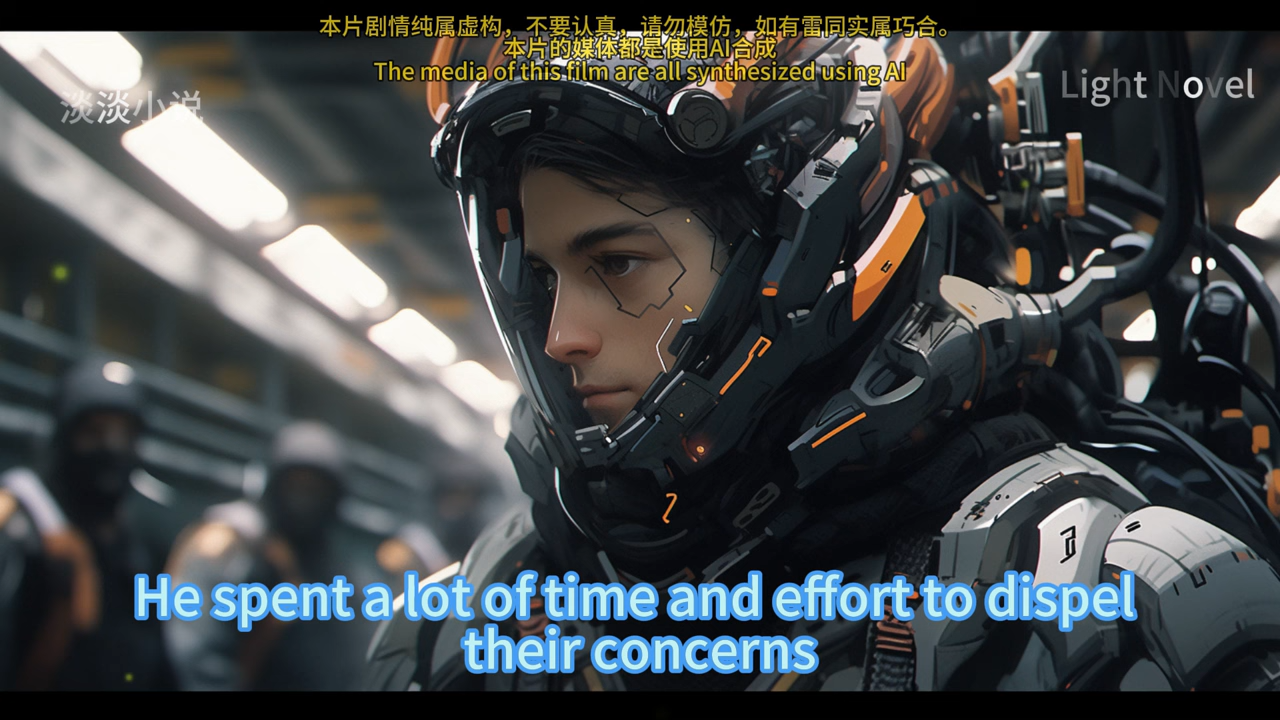 本片剧情纯属虚构，不要认真，请勿模仿，如有雷同实属巧合。
本片的媒体都是使用AI合成
The media of this film are all synthesized using AI
淡淡小说
Light Novel
He spent a lot of time and effort to dispel
their concerns